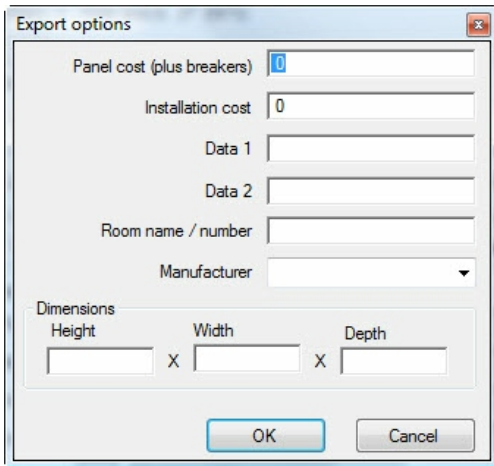 Export options
Panel cost (plus breakers) 0
Installation cost 0
Data 1
Data 2
Room name / number
Manufacturer
Dimensions
Height Width Depth
X X
OK Cancel